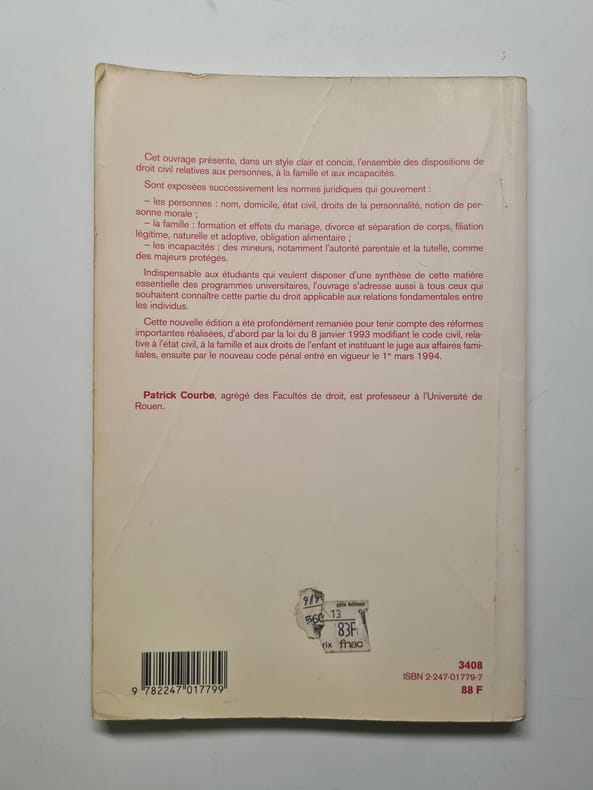 Cet ouvrage présente, dans un style clair et concis, l'ensemble des dispositions de
droit civil relatives aux personnes, à la famille et aux incapacités.
Sont exposées successivement les normes juridiques qui gouvernent :
– les personnes : nom, domicile, état civil, droits de la personnalité, notion de per-
sonne morale ;
– la famille : formation et effets du mariage, divorce et séparation de corps, filiation
légitime, naturelle et adoptive, obligation alimentaire ;
– les incapacités : des mineurs, notamment l'autorité parentale et la tutelle, comme
des majeurs protégés.
Indispensable aux étudiants qui veulent disposer d'une synthèse de cette matière
essentielle des programmes universitaires, l'ouvrage s'adresse aussi à tous ceux qui
souhaitent connaître cette partie du droit applicable aux relations fondamentales entre
les individus.
Cette nouvelle édition a été profondément remaniée pour tenir compte des réformes
importantes réalisées, d'abord par la loi du 8 janvier 1993 modifiant le code civil, rela-
tive à l'état civil, à la famille et aux droits de l'enfant et instituant le juge aux affaires fami-
liales, ensuite par le nouveau code pénal entré en vigueur le 1er mars 1994.
Patrick Courbe, agrégé des Facultés de droit, est professeur à l'Université de
Rouen.
prix éditeur
13
560
83F
rix fnac
3408
ISBN 2-247-01779-7
88 F
9 782247 017799